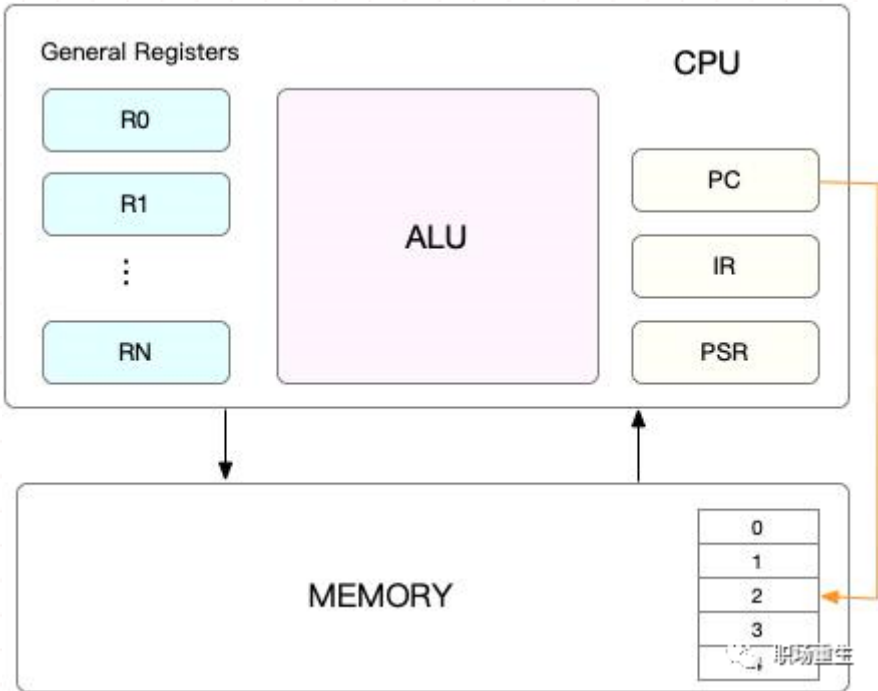 General Registers
CPU
R0
R1
⋮
RN
ALU
PC
IR
PSR
MEMORY
0
1
2
3
职场重生